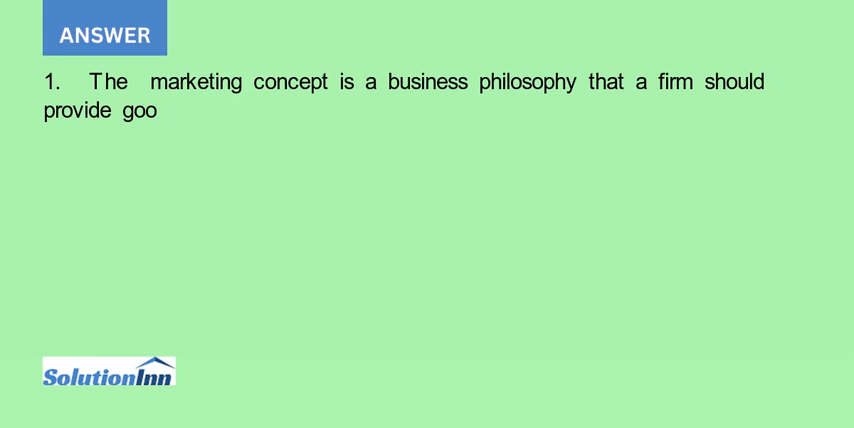 ANSWER
1. The marketing concept is a business philosophy that a firm should
provide goo
SolutionInn